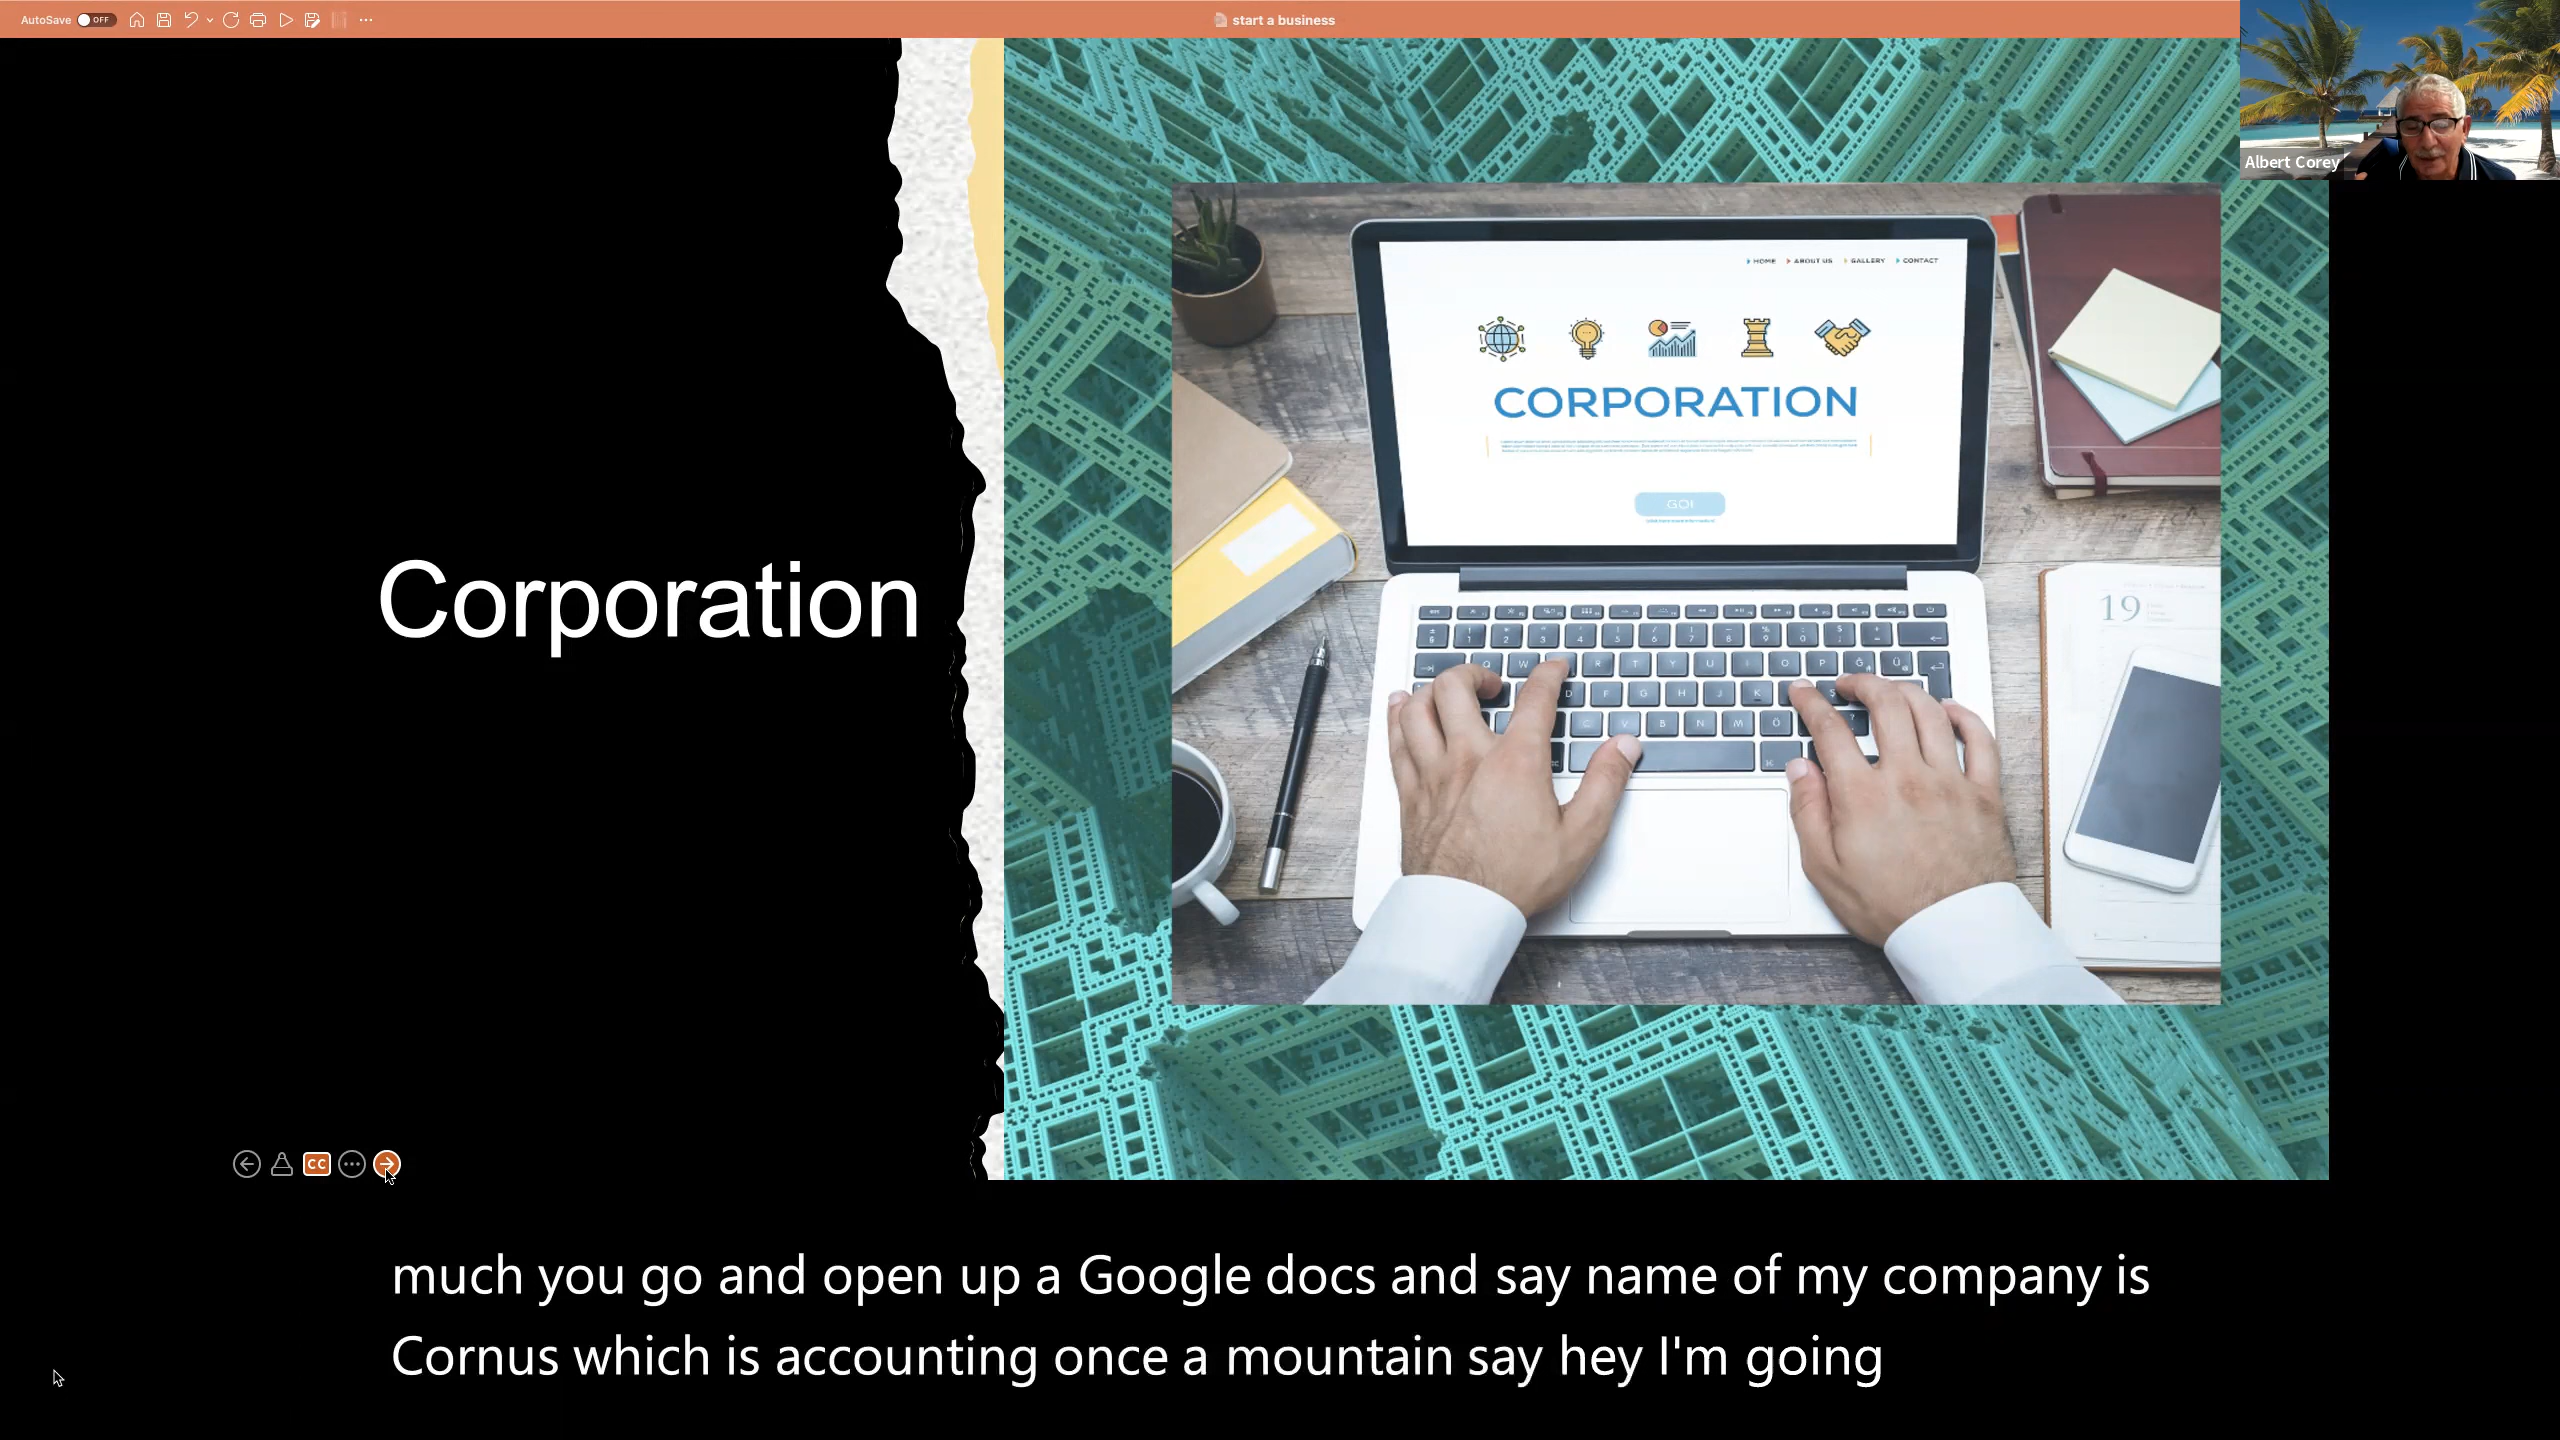 AutoSave OFF
start a business
Albert Corey
HOME ABOUT US GALLERY CONTACT
CORPORATION
GO!
Corporation
19
CC
much you go and open up a Google docs and say name of my company is
Cornus which is accounting once a mountain say hey I'm going